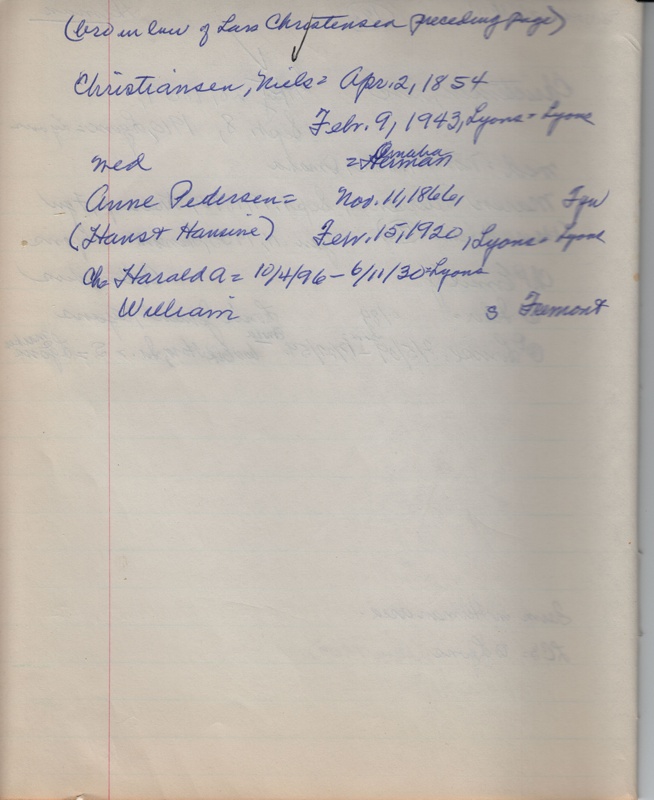 (bro in law of Lars Christensen preceding page)
Christiansen, Niels = Apr. 2, 1854
Febr. 9, 1943, Lyons = Lyons
med = Herman Omaha
Anne Pedersen = Nov. 11, 1866, Fyn
(Hans + Hansine) Febr. 15, 1920, Lyons = Lyons
Ch = Harald A = 10/4/96 - 6/11/30 = Lyons
William S Fremont